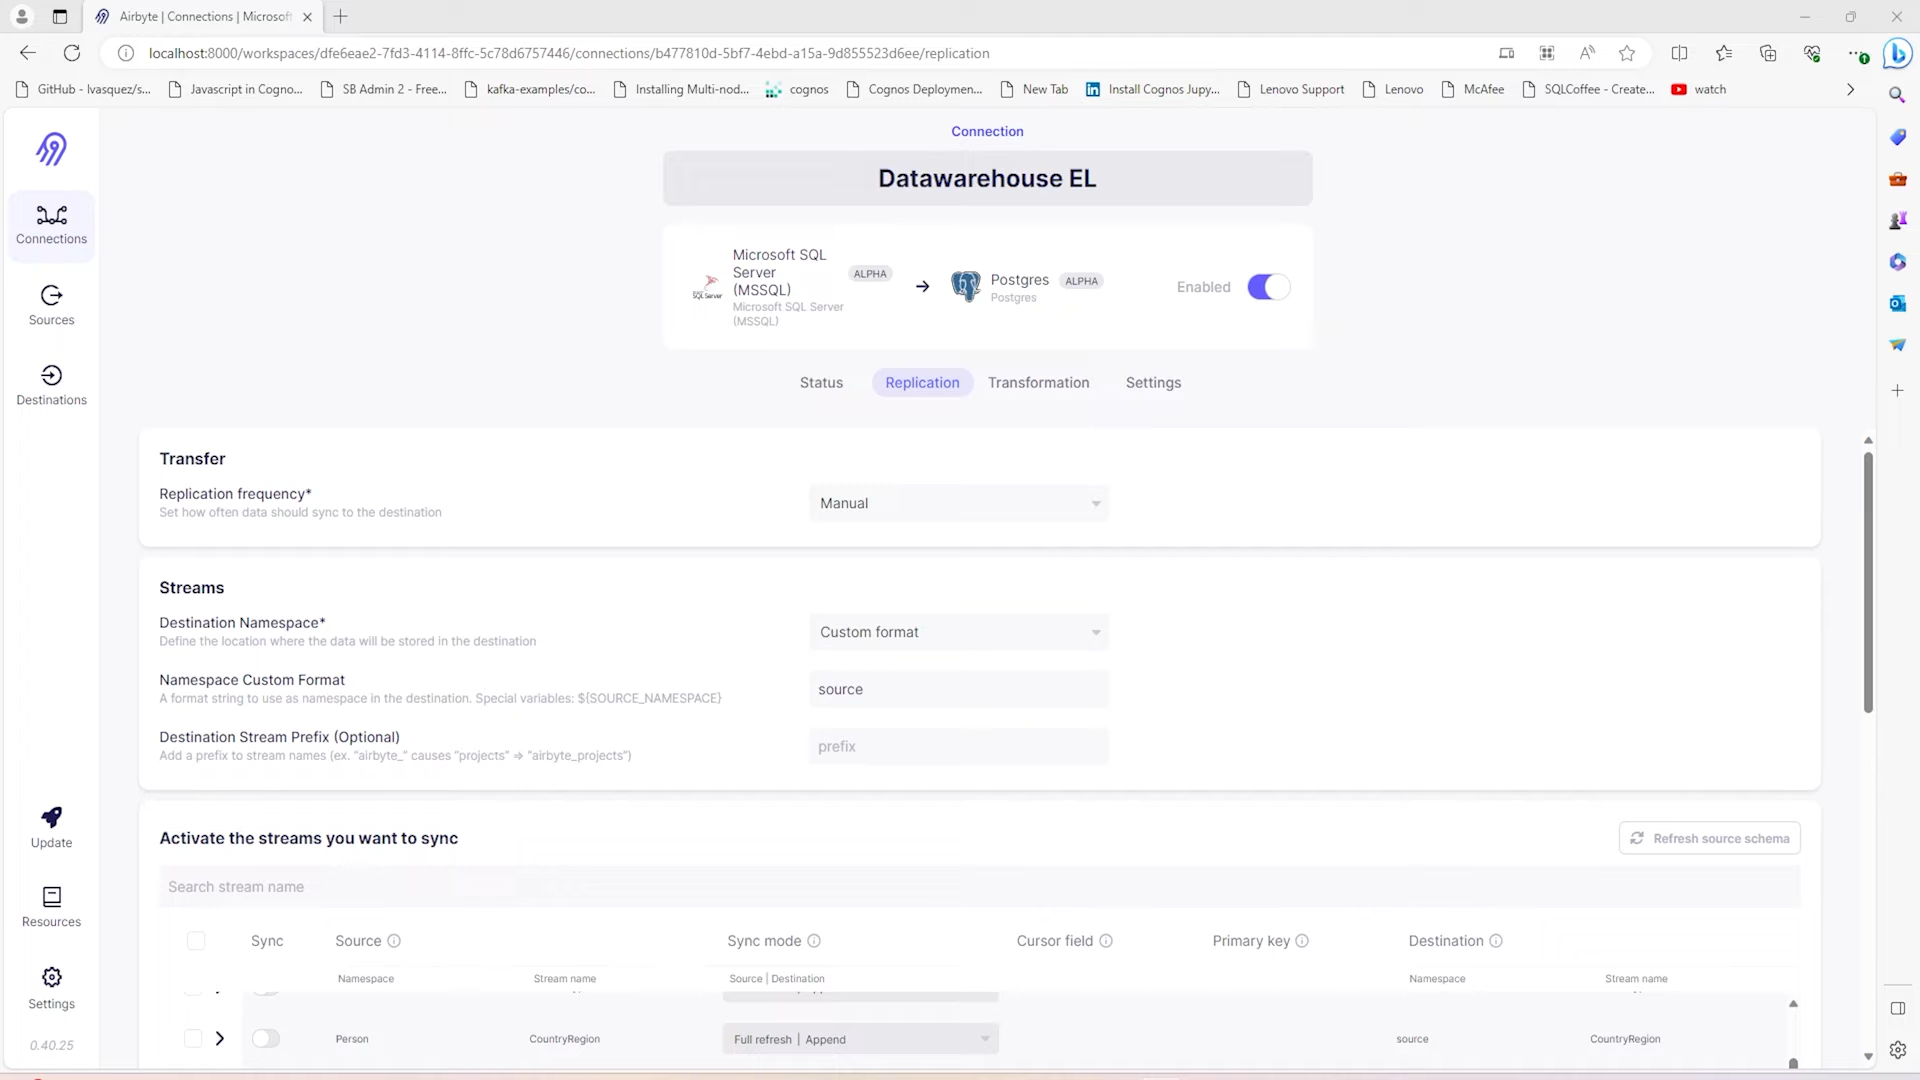 Airbyte | Connections | Microsoft
localhost:8000/workspaces/dfe6eae2-7fd3-4114-8ffc-5c78d6757446/connections/b477810d-5bf7-4ebd-a15a-9d855523d6ee/replication
GitHub - lvasquez/s... Javascript in Cogno... SB Admin 2 - Free... kafka-examples/co... Installing Multi-nod... cognos Cognos Deploymen... New Tab Install Cognos Jupy... Lenovo Support Lenovo McAfee SQLCoffee - Create... watch
Connection
Datawarehouse EL
Microsoft SQL
Server
(MSSQL)
ALPHA
Microsoft SQL Server
(MSSQL)
SQL Server
Postgres ALPHA
Postgres
Enabled
Connections
Sources
Destinations
Update
Resources
Settings
0.40.25
Status Replication Transformation Settings
Transfer
Replication frequency*
Set how often data should sync to the destination
Manual
Streams
Destination Namespace*
Define the location where the data will be stored in the destination
Custom format
Namespace Custom Format
A format string to use as namespace in the destination. Special variables: ${SOURCE_NAMESPACE}
source
Destination Stream Prefix (Optional)
Add a prefix to stream names (ex. "airbyte_" causes "projects" => "airbyte_projects")
prefix
Activate the streams you want to sync
Refresh source schema
Search stream name
Sync Source Sync mode Cursor field Primary key Destination
Namespace Stream name Source | Destination Namespace Stream name
Person CountryRegion Full refresh | Append source CountryRegion